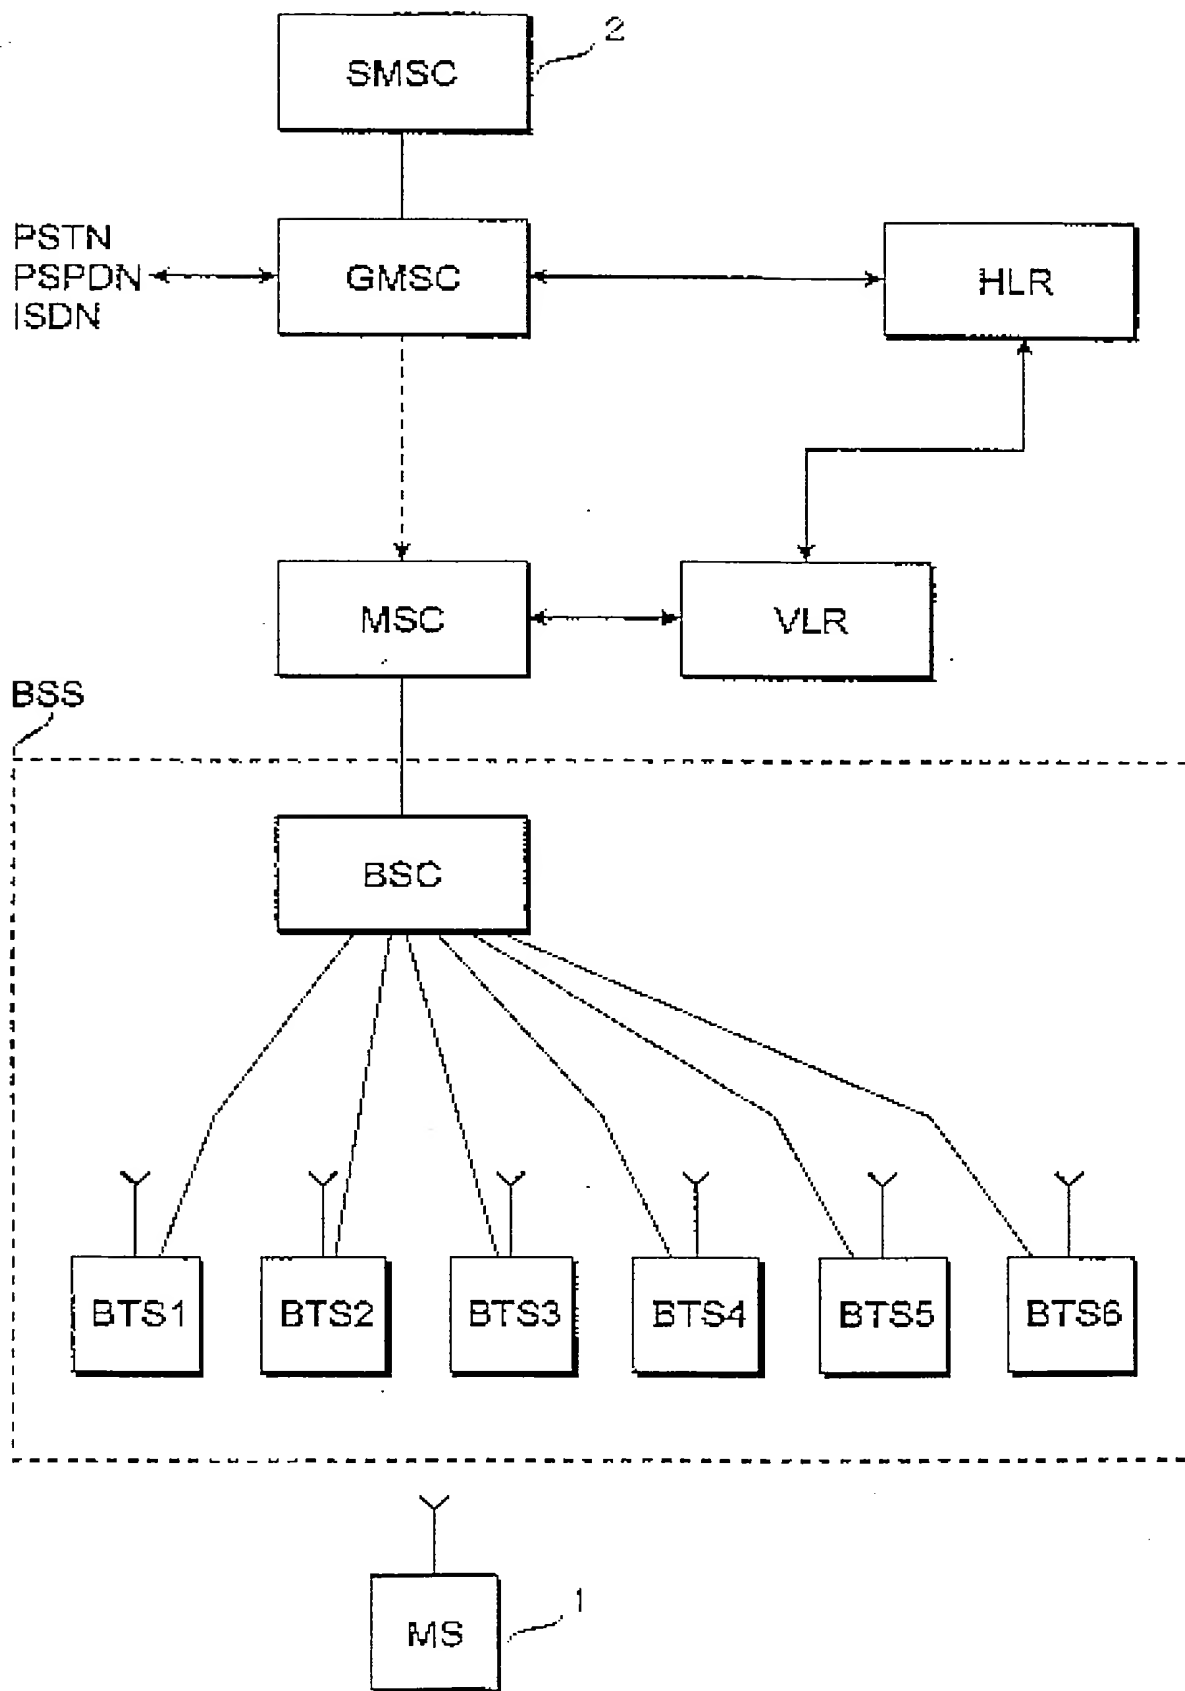 2
SMSC
PSTN
PSPDN
ISDN
GMSC
HLR
MSC
VLR
BSS
BSC
BTS1
BTS2
BTS3
BTS4
BTS5
BTS6
1
MS